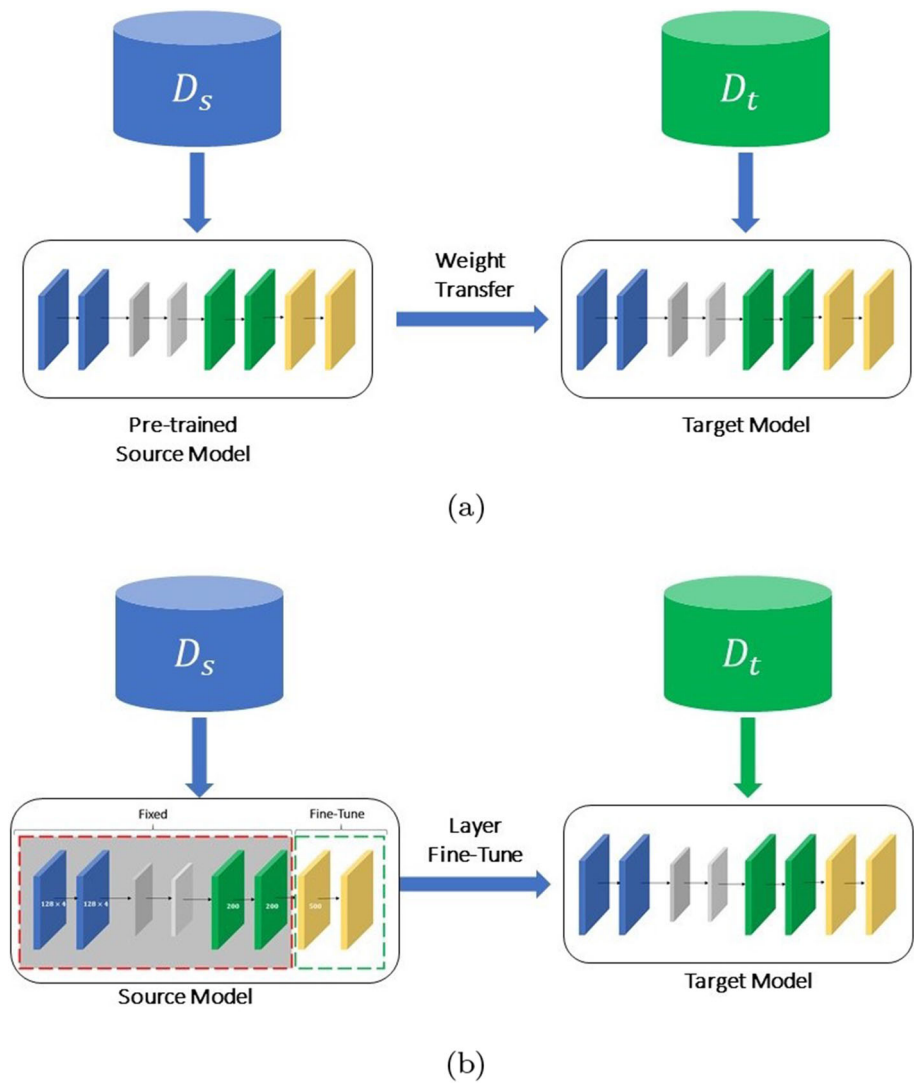 D_s
D_t
Weight
Transfer
Pre-trained
Source Model
Target Model
(a)
D_s
D_t
Fixed
Fine-Tune
128 × 4
128 × 4
200
200
500
Layer
Fine-Tune
Source Model
Target Model
(b)